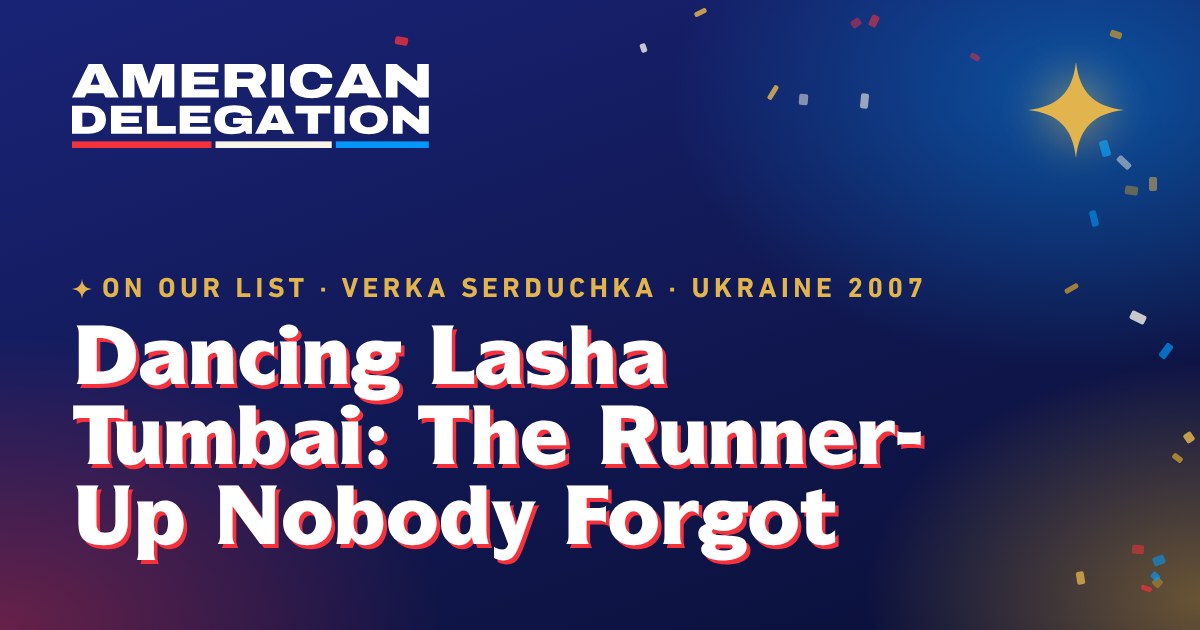 AMERICAN
DELEGATION
✦ ON OUR LIST · VERKA SERDUCHKA · UKRAINE 2007
Dancing Lasha
Tumbai: The Runner-
Up Nobody Forgot